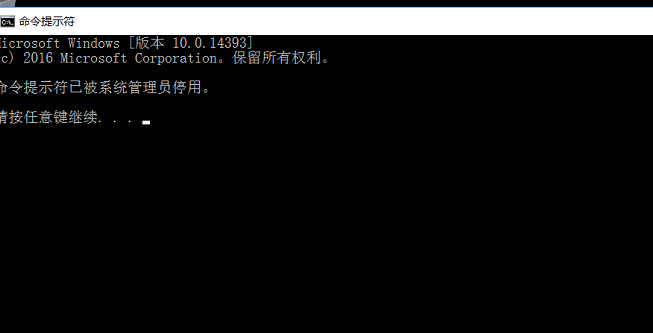 命令提示符
Microsoft Windows [版本 10.0.14393]
(c) 2016 Microsoft Corporation。保留所有权利。
命令提示符已被系统管理员停用。
请按任意键继续. . .